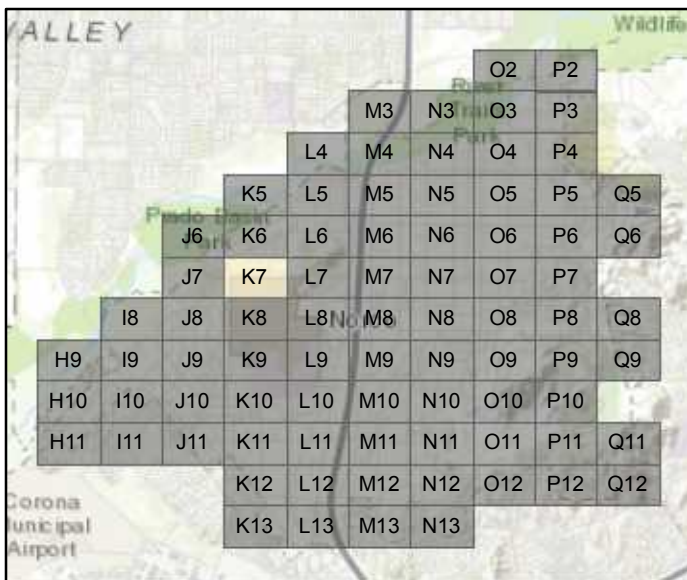 VALLEY
Wildlife
O2 P2
River
M3 N3 O3 P3
Park
L4 M4 N4 O4 P4
K5 L5 M5 N5 O5 P5 Q5
Prado Basin
J6 K6 L6 M6 N6 O6 P6 Q6
Park
J7 K7 L7 M7 N7 O7 P7
I8 J8 K8 L8 M8 N8 O8 P8 Q8
Norco
H9 I9 J9 K9 L9 M9 N9 O9 P9 Q9
H10 I10 J10 K10 L10 M10 N10 O10 P10
H11 I11 J11 K11 L11 M11 N11 O11 P11 Q11
K12 L12 M12 N12 O12 P12 Q12
K13 L13 M13 N13
Corona
Municipal
Airport